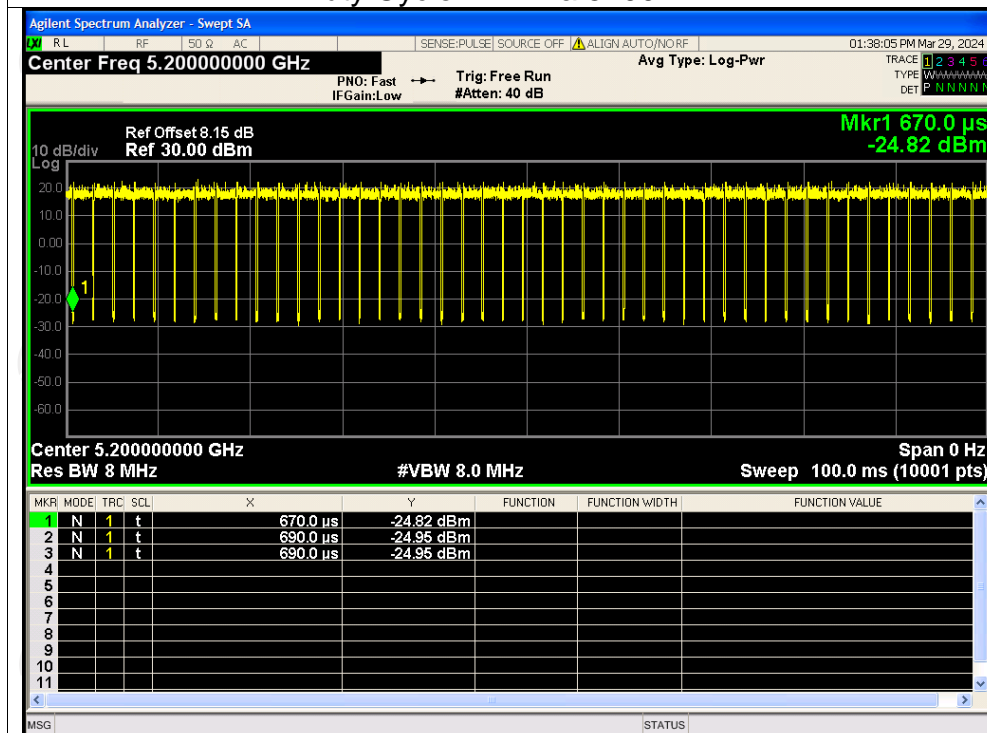 Agilent Spectrum Analyzer - Swept SA
LXI RL RF 50 Ω AC SENSE:PULSE SOURCE OFF ALIGN AUTO/NORF 01:38:05 PM Mar 29, 2024
Center Freq 5.200000000 GHz Avg Type: Log-Pwr TRACE 1 2 3 4 5 6
PNO: Fast Trig: Free Run TYPE
IFGain:Low #Atten: 40 dB DET P N N N N N
Mkr1 670.0 µs
Ref Offset 8.15 dB
10 dB/div Ref 30.00 dBm -24.82 dBm
Log
20.0
10.0
0.00
-10.0
1
-20.0
-30.0
-40.0
-50.0
-60.0
Center 5.200000000 GHz Span 0 Hz
Res BW 8 MHz #VBW 8.0 MHz Sweep 100.0 ms (10001 pts)
MKR MODE TRC SCL X Y FUNCTION FUNCTION WIDTH FUNCTION VALUE
1 N 1 t 670.0 µs -24.82 dBm
2 N 1 t 690.0 µs -24.95 dBm
3 N 1 t 690.0 µs -24.95 dBm
4
5
6
7
8
9
10
11
MSG STATUS